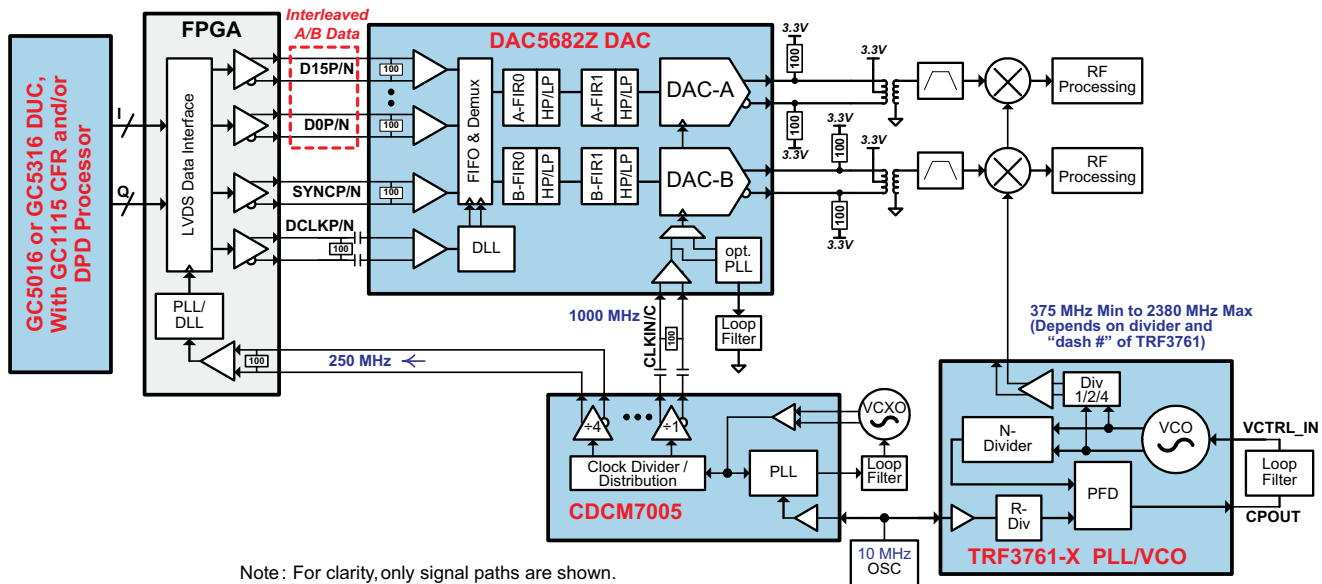 GC5016 or GC5316 DUC,
With GC1115 CFR and/or
DPD Processor
I
Q
FPGA
LVDS Data Interface
PLL/
DLL
100
250 MHz
Interleaved
A/B Data
D15P/N
100
D0P/N
100
SYNCP/N
100
DCLKP/N
100
DAC5682Z DAC
FIFO & Demux
DLL
A-FIR0
HP/LP
A-FIR1
HP/LP
DAC-A
B-FIR0
HP/LP
B-FIR1
HP/LP
DAC-B
opt.
PLL
Loop
Filter
1000 MHz
CLKIN/C
100
3.3V
100
3.3V
100
3.3V
3.3V
100
3.3V
100
3.3V
RF
Processing
RF
Processing
375 MHz Min to 2380 MHz Max
(Depends on divider and
“dash #” of TRF3761)
÷4
÷1
Clock Divider /
Distribution
PLL
VCXO
Loop
Filter
CDCM7005
10 MHz
OSC
Div
1/2/4
N-
Divider
VCO
R-
Div
PFD
VCTRL_IN
Loop
Filter
CPOUT
TRF3761-X PLL/VCO
Note: For clarity, only signal paths are shown.